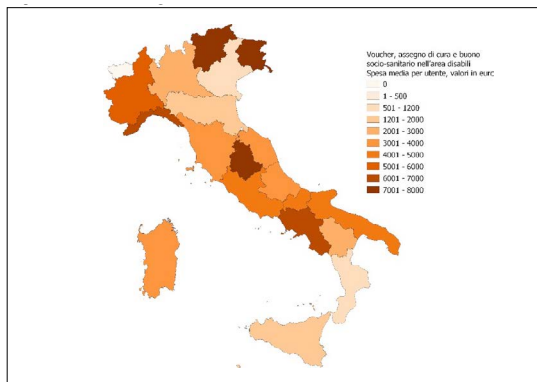 Voucher, assegno di cura e buono
socio-sanitario nell'area disabili
Spesa media per utente, valori in eurc
0
1 - 500
501 - 1200
1201 - 2000
2001 - 3000
3001 - 4000
4001 - 5000
5001 - 6000
6001 - 7000
7001 - 8000